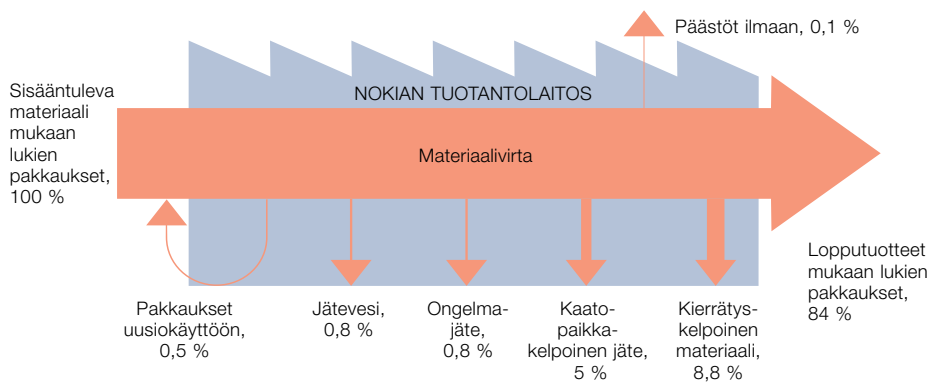 Päästöt ilmaan, 0,1 %
Sisääntuleva
materiaali
mukaan
lukien
pakkaukset,
100 %
NOKIAN TUOTANTOLAITOS
Materiaalivirta
Lopputuotteet
mukaan lukien
pakkaukset,
84 %
Pakkaukset
uusiokäyttöön,
0,5 %
Jätevesi,
0,8 %
Ongelma-
jäte,
0,8 %
Kaato-
paikka-
kelpoinen jäte,
5 %
Kierrätys-
kelpoinen
materiaali,
8,8 %